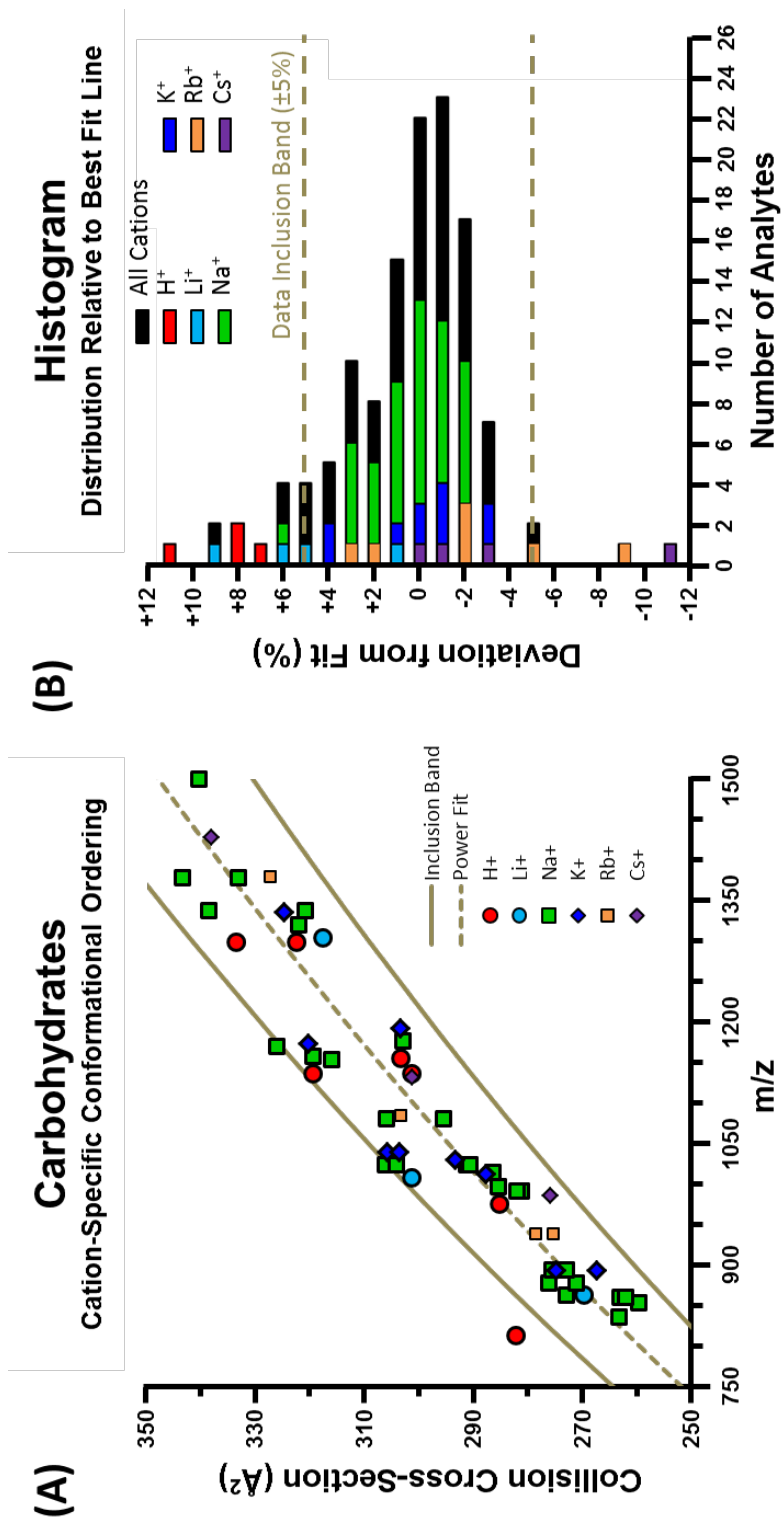 (A)
Carbohydrates
Cation-Specific Conformational Ordering
Collision Cross-Section (Å²)
350
330
310
290
270
250
750
900
1050
1200
1350
1500
m/z
Inclusion Band
Power Fit
H+
Li+
Na+
K+
Rb+
Cs+
(B)
Histogram
Distribution Relative to Best Fit Line
All Cations
H⁺
Li⁺
Na⁺
K⁺
Rb⁺
Cs⁺
Data Inclusion Band (±5%)
Deviation from Fit (%)
+12
+10
+8
+6
+4
+2
0
-2
-4
-6
-8
-10
-12
0
2
4
6
8
10
12
14
16
18
20
22
24
26
Number of Analytes